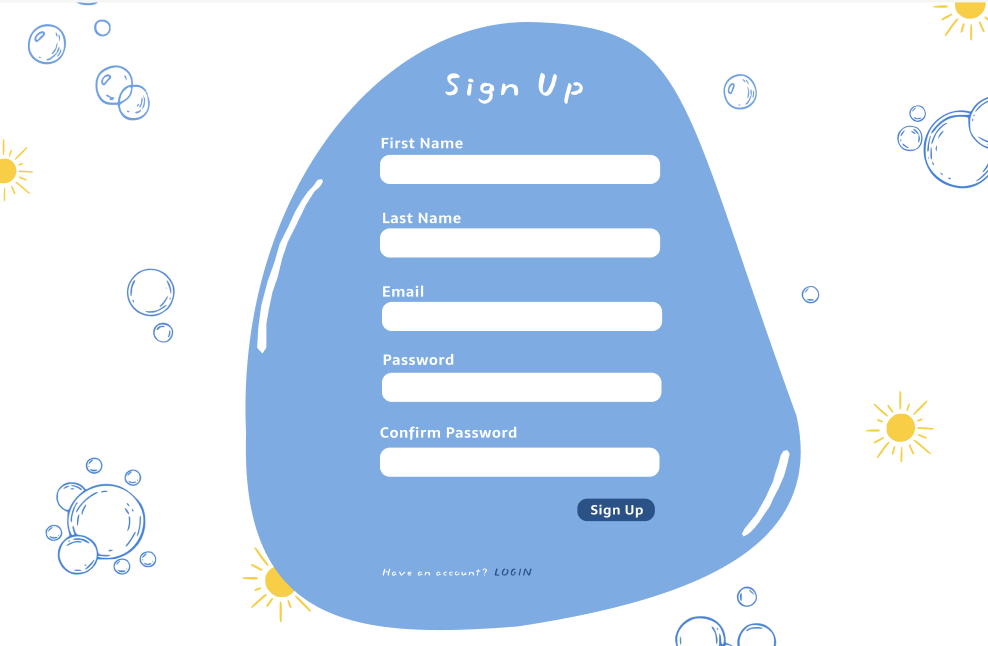 Sign Up
First Name
Last Name
Email
Password
Confirm Password
Sign Up
Have an account? LOGIN